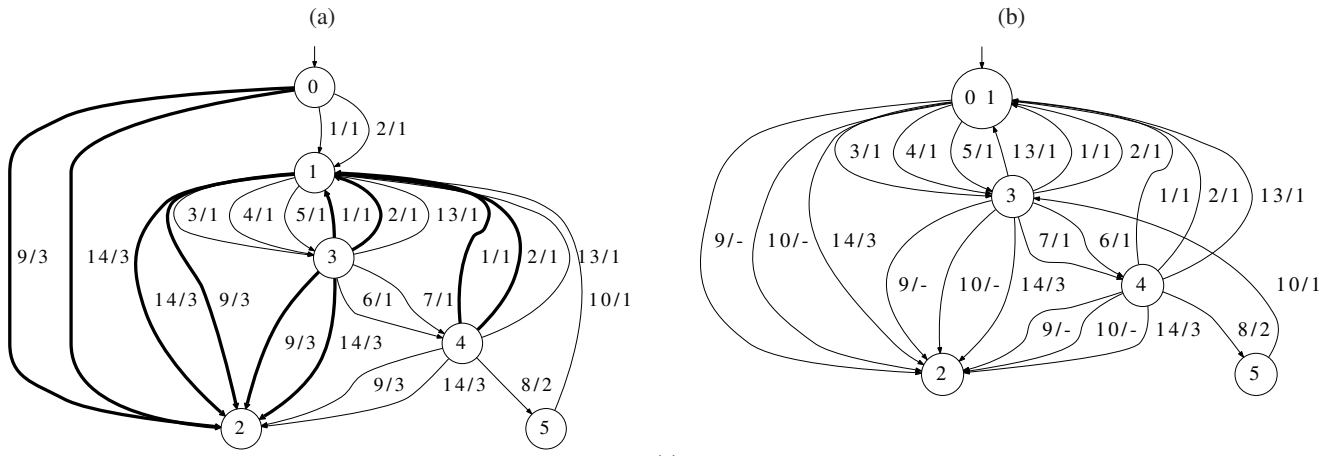 (a) (b)
0 0 1
1/1 2/1
1 3/1 4/1 5/1 13/1 1/1 2/1
3/1 4/1 5/1 1/1 2/1 13/1 3 1/1 2/1 13/1
9/3 14/3 1/1 2/1 13/1 9/- 10/- 14/3 7/1 6/1
3 4
14/3 9/3 6/1 7/1 10/1 9/- 10/- 14/3 10/1
9/3 14/3 4 9/- 10/- 14/3 8/2
9/3 14/3 8/2 2 5
2 5